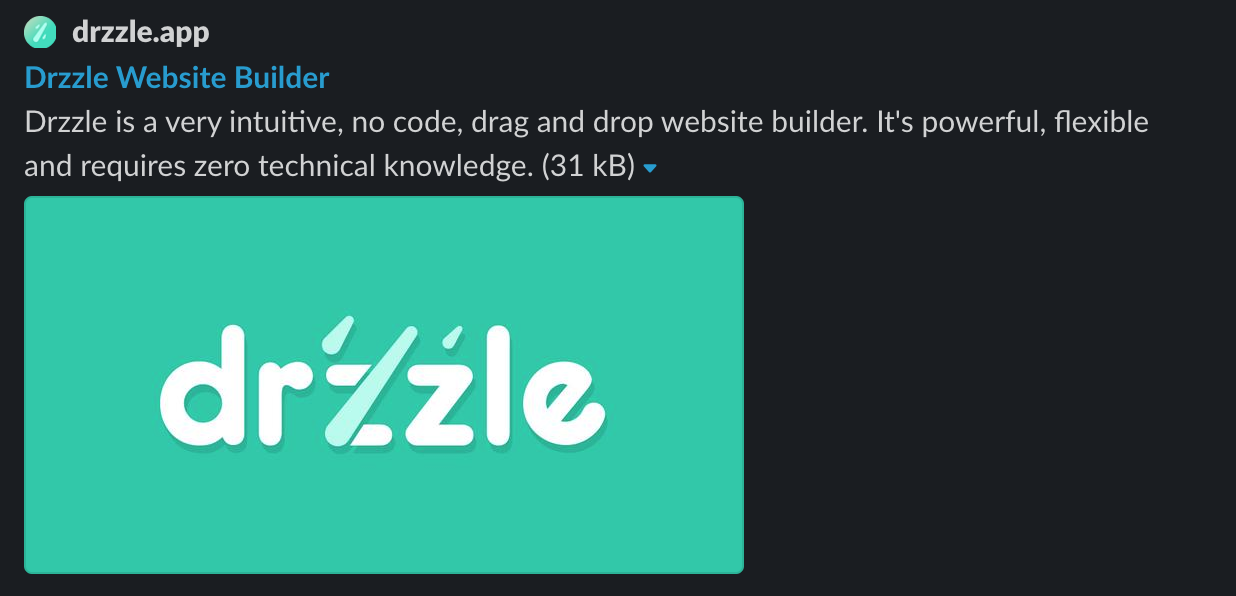 drzzle.app
Drzzle Website Builder
Drzzle is a very intuitive, no code, drag and drop website builder. It's powerful, flexible
and requires zero technical knowledge. (31 kB)
drzzle